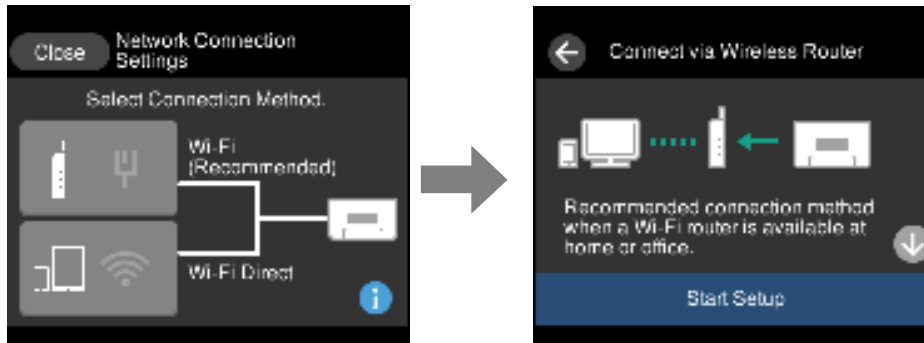 Close
Network Connection
Settings
Select Connection Method.
Wi-Fi
(Recommended)
Wi-Fi Direct
i
Connect via Wireless Router
Recommended connection method
when a Wi-Fi router is available at
home or office.
Start Setup